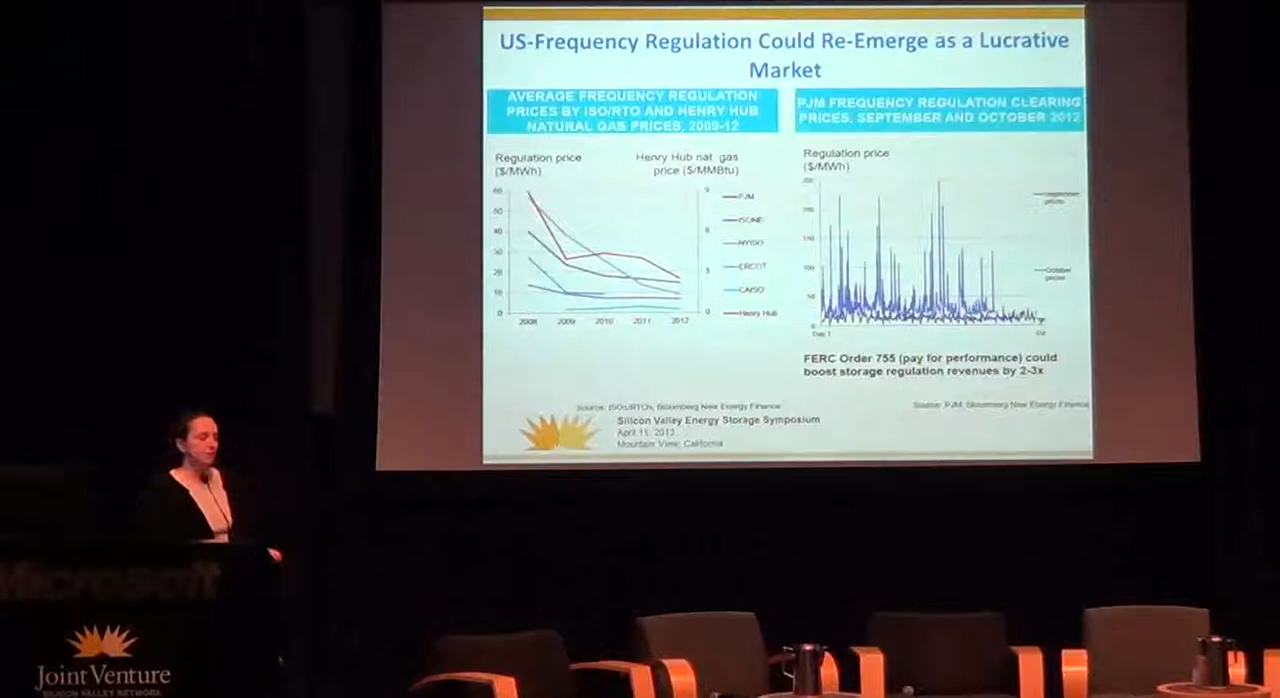 US-Frequency Regulation Could Re-Emerge as a Lucrative
Market
AVERAGE FREQUENCY REGULATION
PRICES BY ISO/RTO AND HENRY HUB
NATURAL GAS PRICES, 2008-12
PJM FREQUENCY REGULATION CLEARING
PRICES, SEPTEMBER AND OCTOBER 2012
Regulation price
($/MWh)
Henry Hub nat gas
price ($/MMBtu)
60
50
40
30
20
10
0
9
6
3
0
2008 2009 2010 2011 2012
PJM
ISONE
NYISO
ERCOT
CAISO
Henry Hub
Regulation price
($/MWh)
150
100
50
0
September
prices
October
prices
Day 1
FERC Order 755 (pay for performance) could
boost storage regulation revenues by 2-3x
Source: ISOs/RTOs, Bloomberg New Energy Finance
Source: PJM, Bloomberg New Energy Finance
Silicon Valley Energy Storage Symposium
April 11, 2013
Mountain View, California
Microsoft
Joint Venture
SILICON VALLEY NETWORK